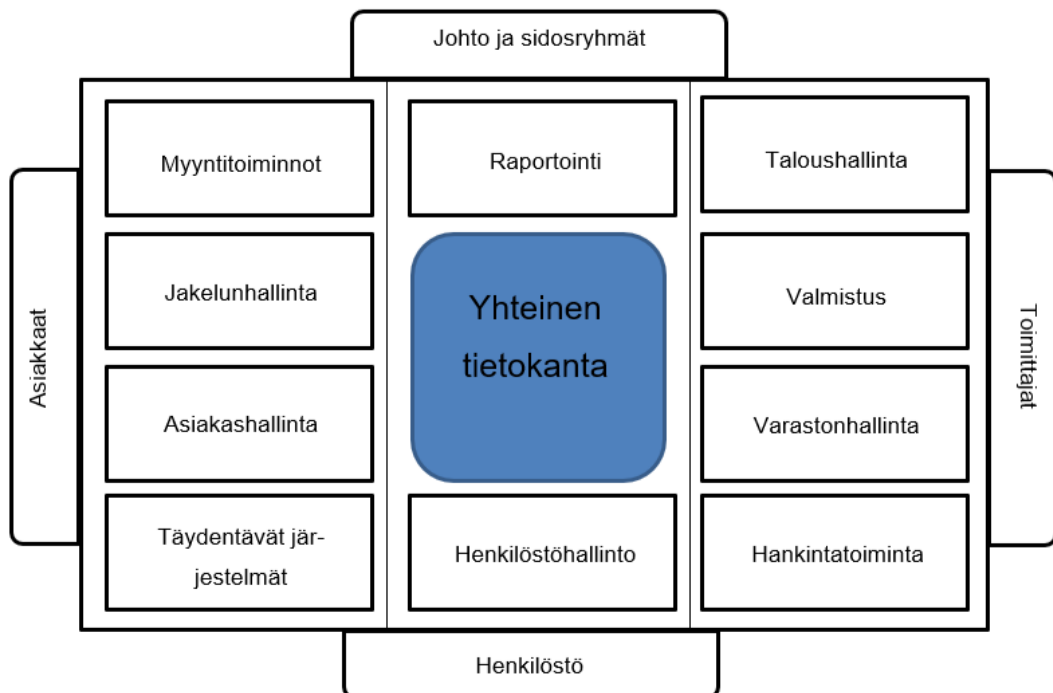 Johto ja sidosryhmät
Myyntitoiminnot
Raportointi
Taloushallinta
Asiakkaat
Jakelunhallinta
Yhteinen
tietokanta
Valmistus
Toimittajat
Asiakashallinta
Varastonhallinta
Täydentävät jär-
jestelmät
Henkilöstöhallinto
Hankintatoiminta
Henkilöstö